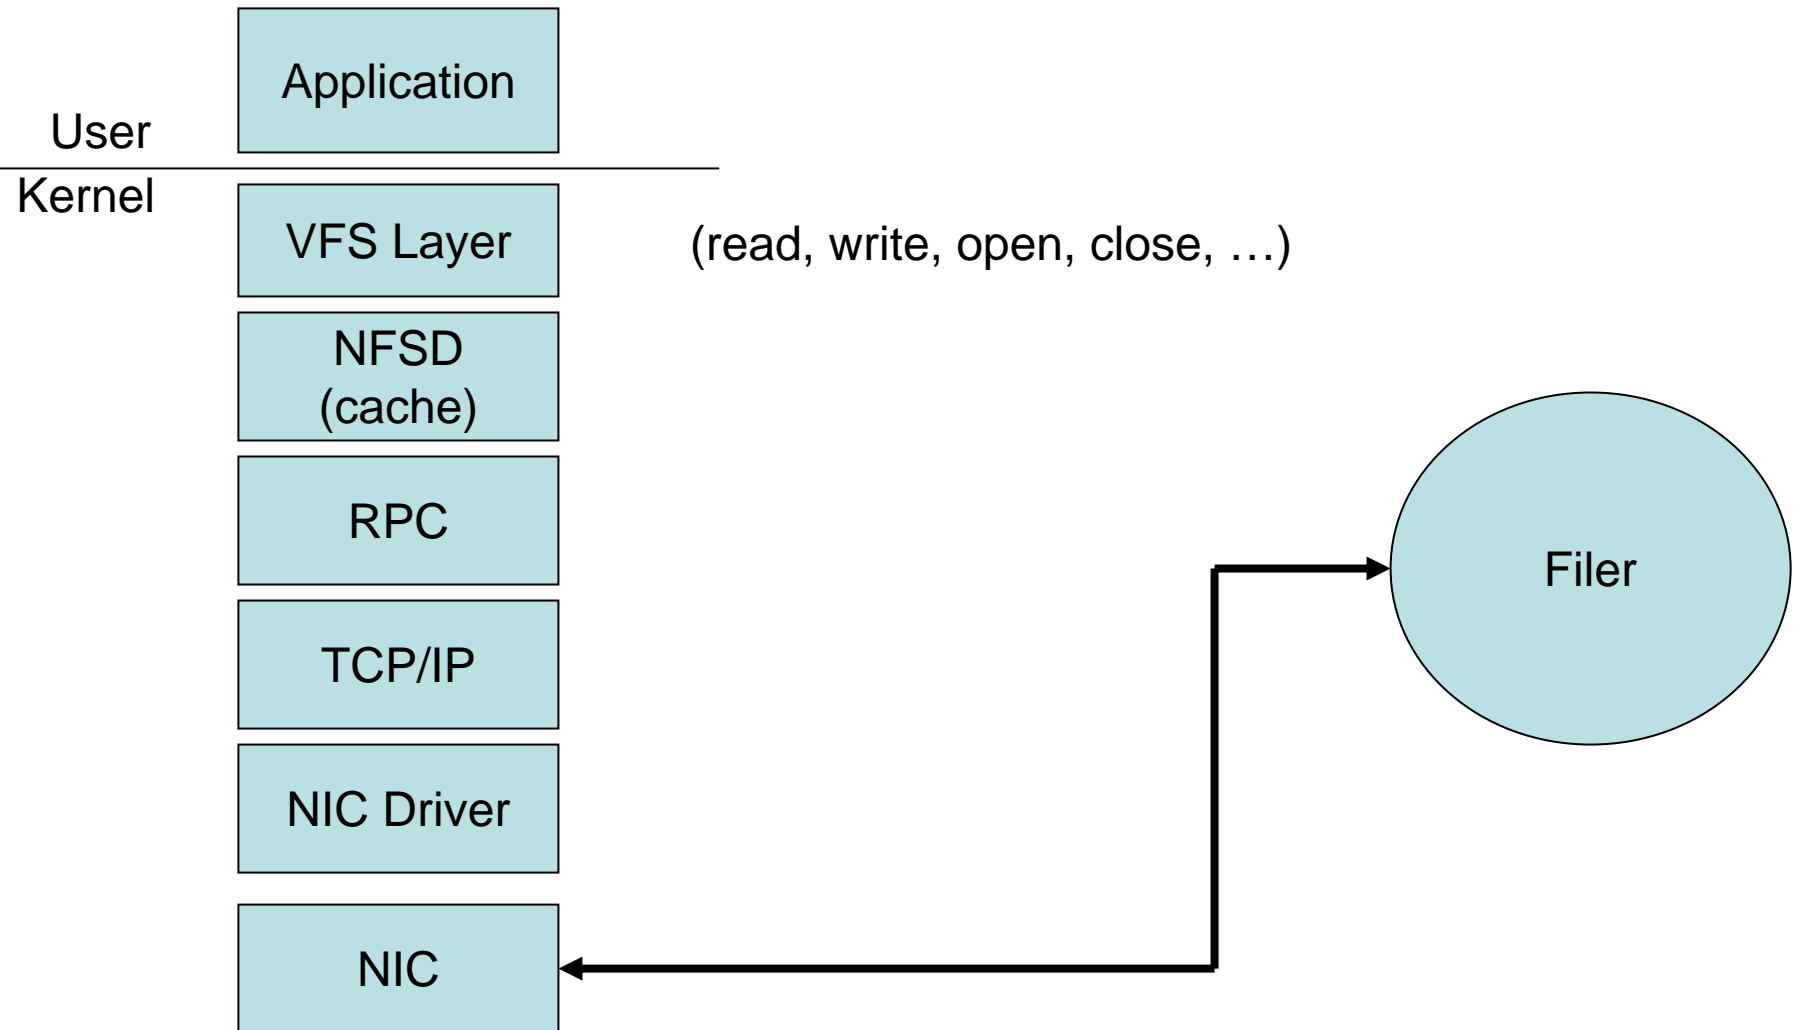 Application
User
Kernel
VFS Layer
(read, write, open, close, …)
NFSD
(cache)
RPC
TCP/IP
NIC Driver
NIC
Filer